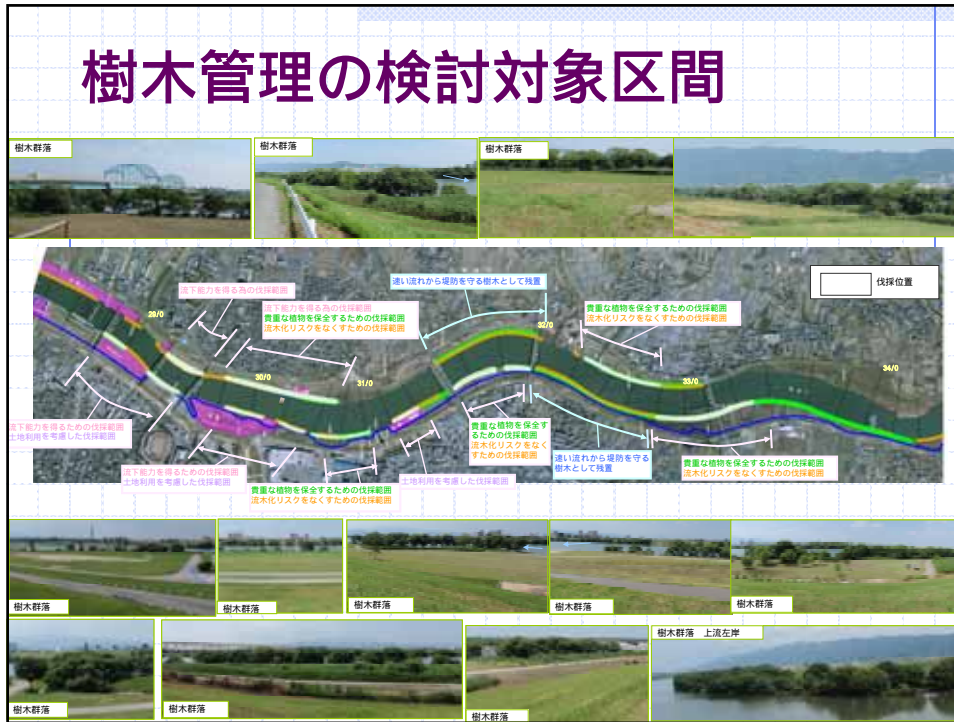 樹木管理の検討対象区間
樹木群落
樹木群落
樹木群落
伐採位置
速い流れから堤防を守る樹木として残置
流下能力を得る為の伐採範囲
流下能力を得る為の伐採範囲
貴重な植物を保全するための伐採範囲
流木化リスクをなくすための伐採範囲
貴重な植物を保全するための伐採範囲
流木化リスクをなくすための伐採範囲
29/0
30/0
31/0
32/0
33/0
34/0
流下能力を得るための伐採範囲
土地利用を考慮した伐採範囲
流下能力を得るための伐採範囲
土地利用を考慮した伐採範囲
貴重な植物を保全するための伐採範囲
流木化リスクをなくすための伐採範囲
土地利用を考慮した伐採範囲
貴重な植物を保全す
るための伐採範囲
流木化リスクをなく
すための伐採範囲
速い流れから堤防を守る
樹木として残置
貴重な植物を保全するための伐採範囲
流木化リスクをなくすための伐採範囲
樹木群落
樹木群落
樹木群落
樹木群落
樹木群落
樹木群落
樹木群落
樹木群落
樹木群落 上流左岸